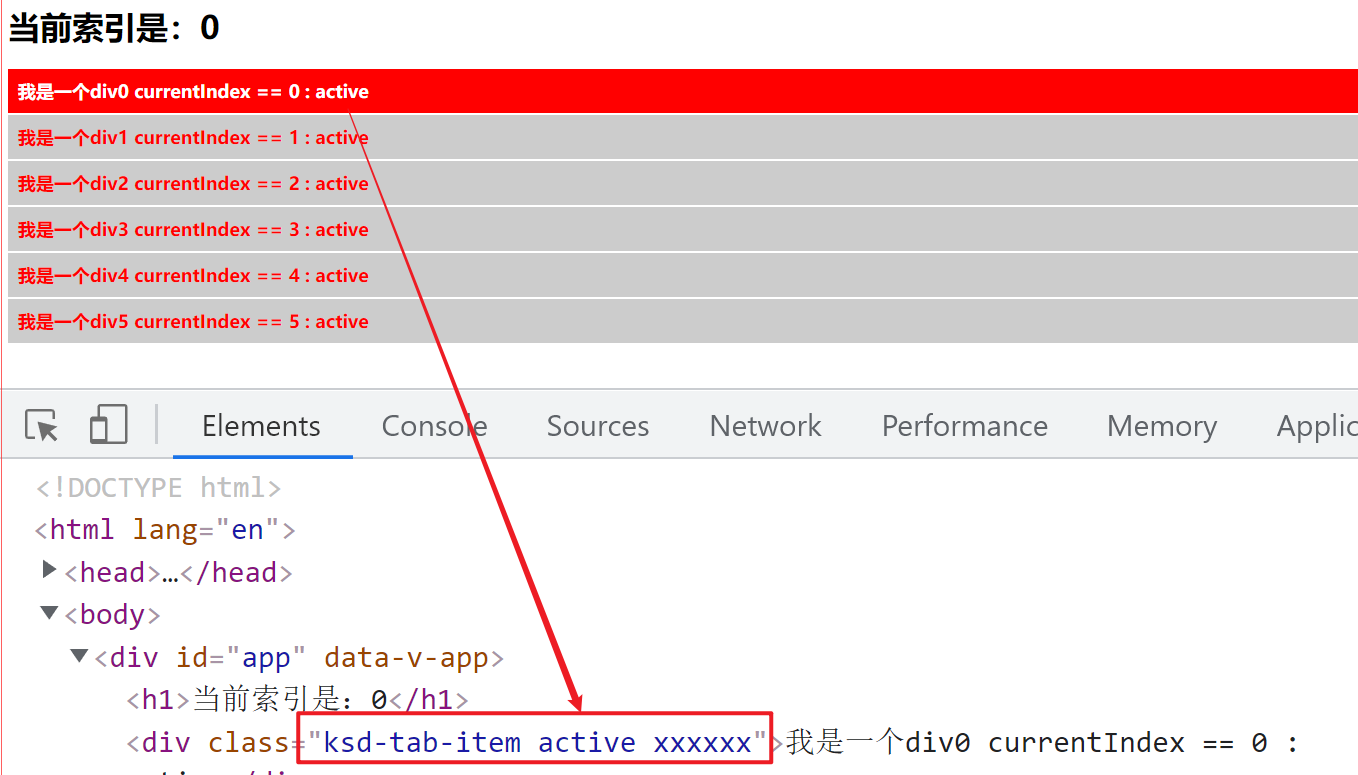 当前索引是：0
我是一个div0 currentIndex == 0 : active
我是一个div1 currentIndex == 1 : active
我是一个div2 currentIndex == 2 : active
我是一个div3 currentIndex == 3 : active
我是一个div4 currentIndex == 4 : active
我是一个div5 currentIndex == 5 : active
Elements Console Sources Network Performance Memory Applic
<!DOCTYPE html>
<html lang="en">
<head>…</head>
<body>
<div id="app" data-v-app>
<h1>当前索引是：0</h1>
<div class="ksd-tab-item active xxxxxx">我是一个div0 currentIndex == 0 :